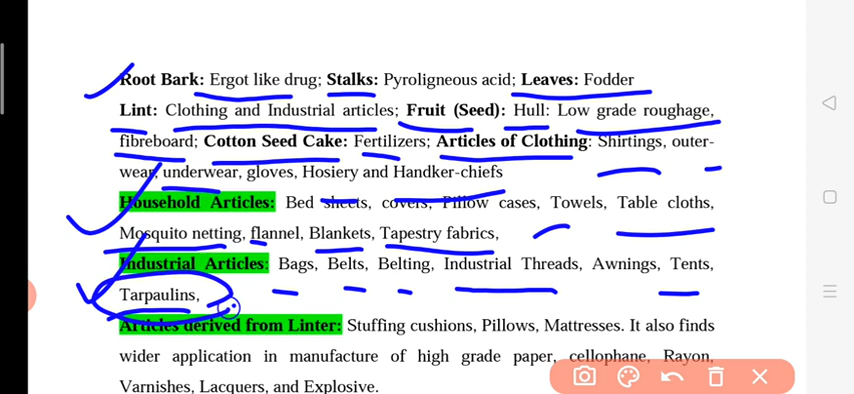 Root Bark: Ergot like drug; Stalks: Pyroligneous acid; Leaves: Fodder
Lint: Clothing and Industrial articles; Fruit (Seed): Hull: Low grade roughage,
fibreboard; Cotton Seed Cake: Fertilizers; Articles of Clothing: Shirtings, outer-
wear, underwear, gloves, Hosiery and Handker-chiefs
Household Articles: Bed sheets, covers, Pillow cases, Towels, Table cloths,
Mosquito netting, flannel, Blankets, Tapestry fabrics,
Industrial Articles: Bags, Belts, Belting, Industrial Threads, Awnings, Tents,
Tarpaulins,
Articles derived from Linter: Stuffing cushions, Pillows, Mattresses. It also finds
wider application in manufacture of high grade paper, cellophane, Rayon,
Varnishes, Lacquers, and Explosive.